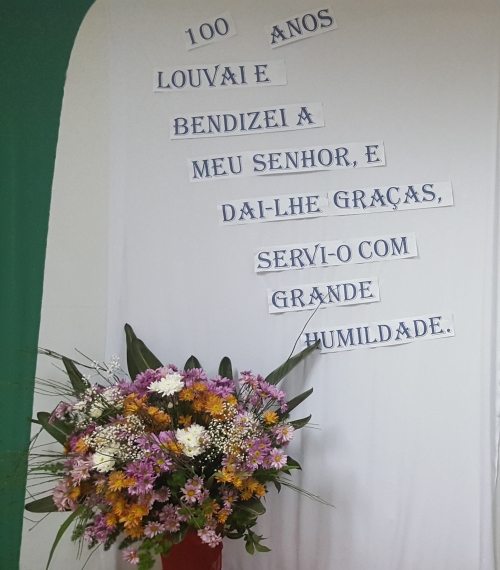 100 ANOS
LOUVAI E
BENDIZEI A
MEU SENHOR, E
DAI-LHE GRAÇAS,
SERVI-O COM
GRANDE
HUMILDADE.